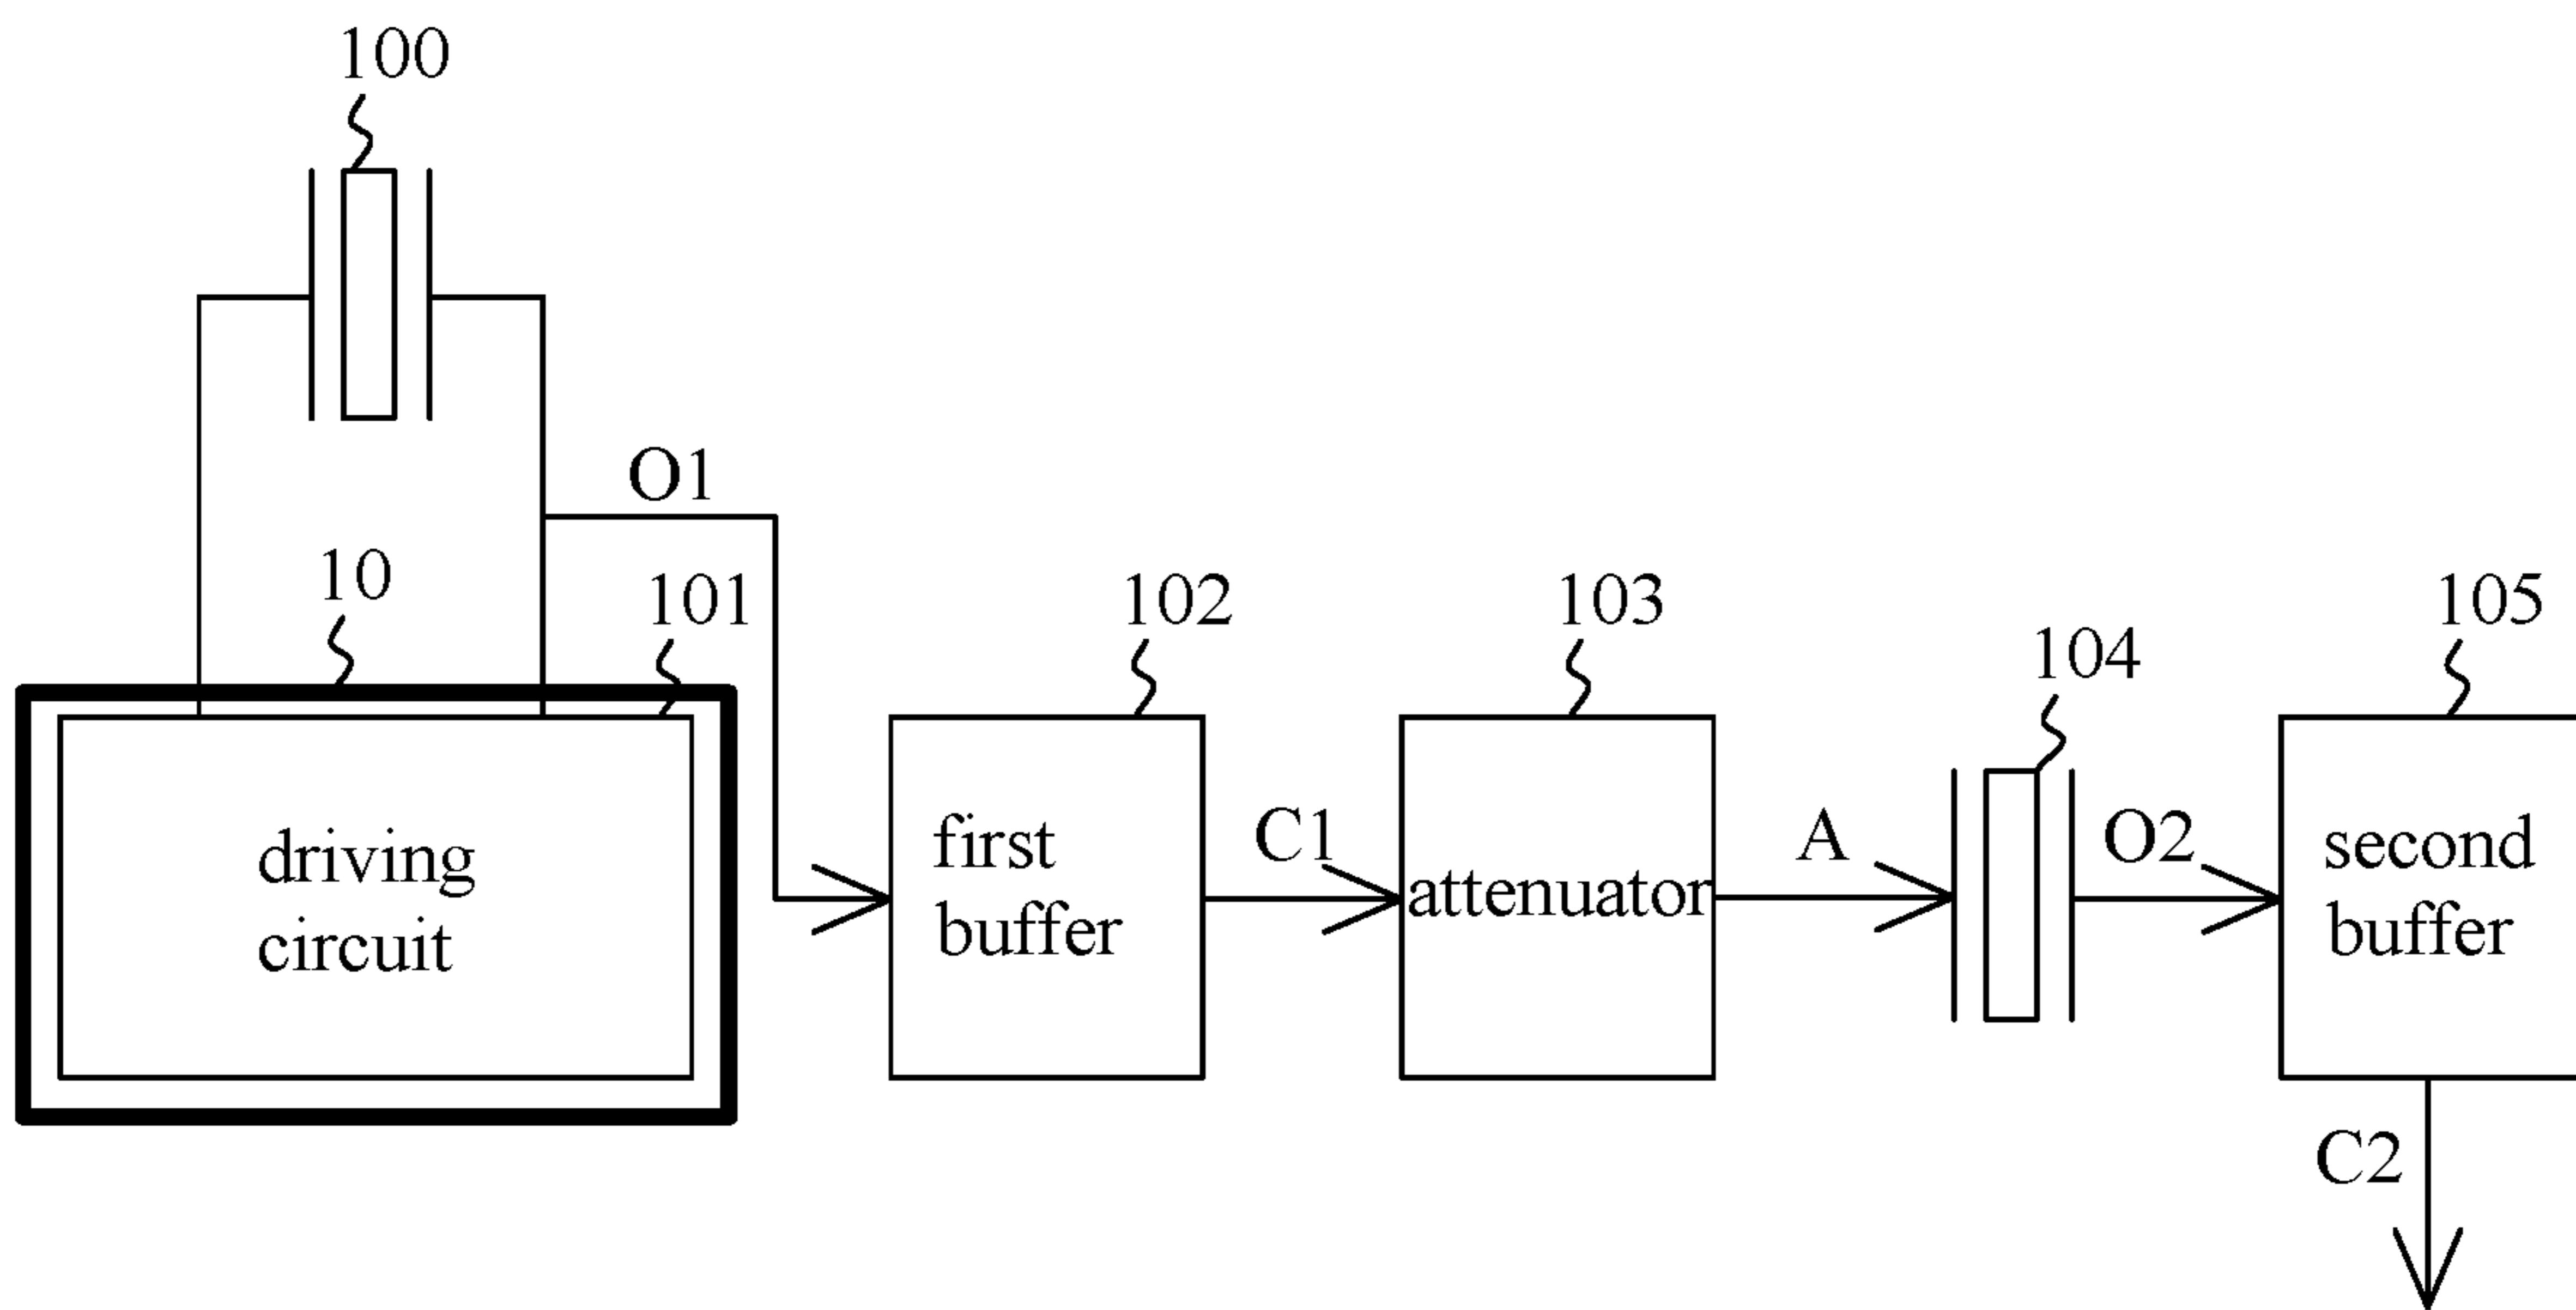 100
O1
10
101
102
103
104
105
driving
circuit
first
buffer
C1
attenuator
A
O2
second
buffer
C2